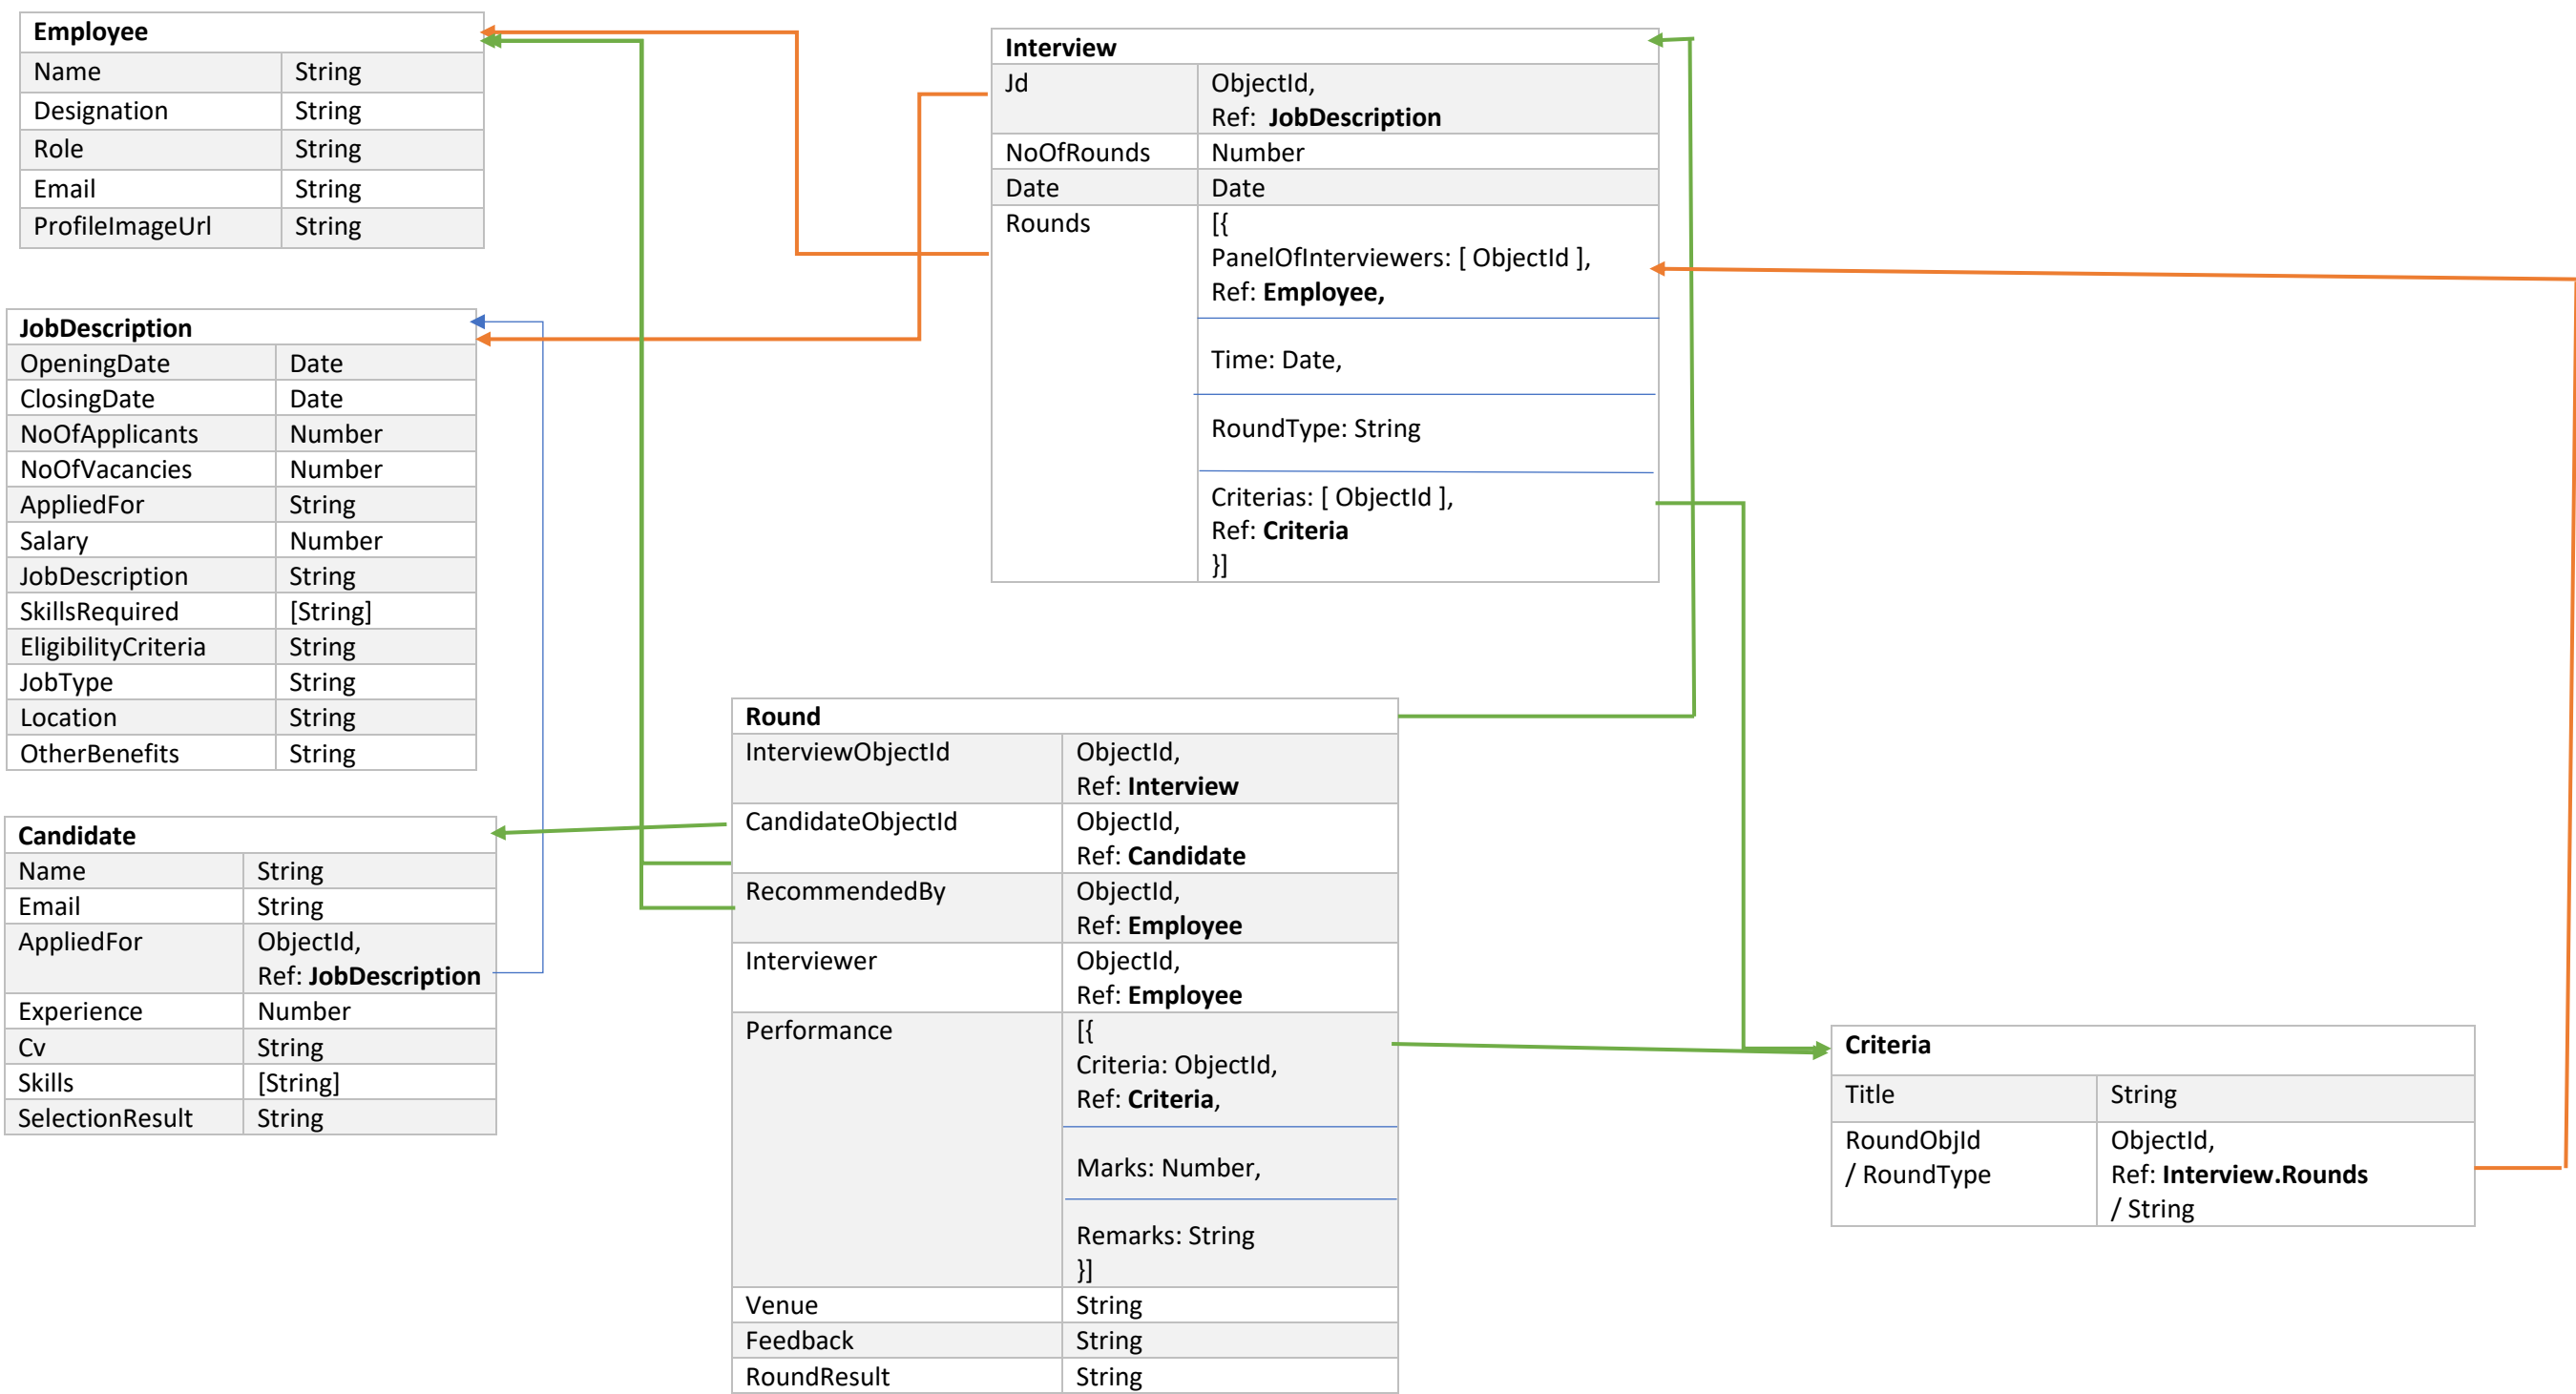 Employee
Name String
Designation String
Role String
Email String
ProfileImageUrl String
JobDescription
OpeningDate Date
ClosingDate Date
NoOfApplicants Number
NoOfVacancies Number
AppliedFor String
Salary Number
JobDescription String
SkillsRequired [String]
EligibilityCriteria String
JobType String
Location String
OtherBenefits String
Candidate
Name String
Email String
AppliedFor ObjectId,
Ref: JobDescription
Experience Number
Cv String
Skills [String]
SelectionResult String
Interview
Jd ObjectId,
Ref: JobDescription
NoOfRounds Number
Date Date
Rounds [{
PanelOfInterviewers: [ ObjectId ],
Ref: Employee,
Time: Date,
RoundType: String
Criterias: [ ObjectId ],
Ref: Criteria
}]
Round
InterviewObjectId ObjectId,
Ref: Interview
CandidateObjectId ObjectId,
Ref: Candidate
RecommendedBy ObjectId,
Ref: Employee
Interviewer ObjectId,
Ref: Employee
Performance [{
Criteria: ObjectId,
Ref: Criteria,
Marks: Number,
Remarks: String
}]
Venue String
Feedback String
RoundResult String
Criteria
Title String
RoundObjId ObjectId,
/ RoundType Ref: Interview.Rounds
/ String